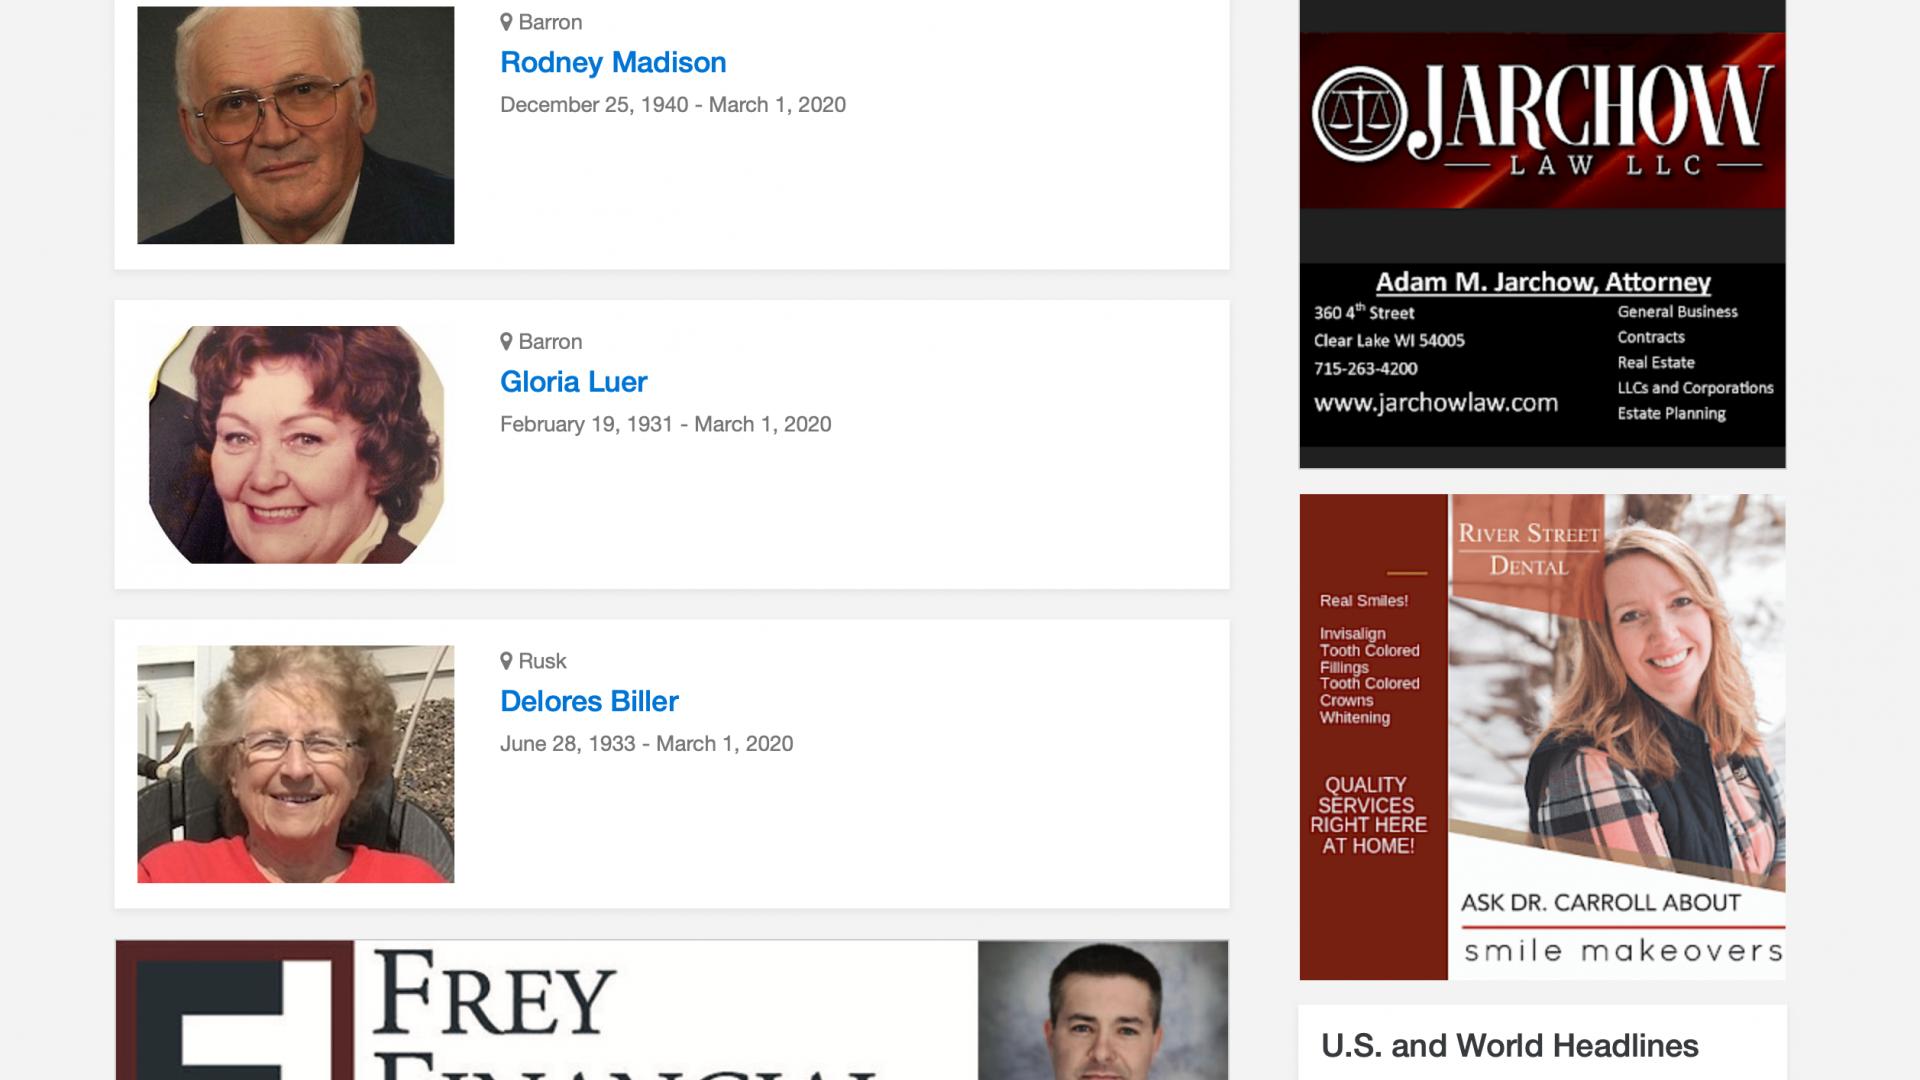 Barron
Rodney Madison
December 25, 1940 - March 1, 2020
Barron
Gloria Luer
February 19, 1931 - March 1, 2020
Rusk
Delores Biller
June 28, 1933 - March 1, 2020
FREY
FINANCIAL
JARCHOW
LAW LLC
Adam M. Jarchow, Attorney
360 4th Street
Clear Lake WI 54005
715-263-4200
www.jarchowlaw.com
General Business
Contracts
Real Estate
LLCs and Corporations
Estate Planning
RIVER STREET
DENTAL
Real Smiles!
Invisalign
Tooth Colored
Fillings
Tooth Colored
Crowns
Whitening
QUALITY
SERVICES
RIGHT HERE
AT HOME!
ASK DR. CARROLL ABOUT
smile makeovers
U.S. and World Headlines